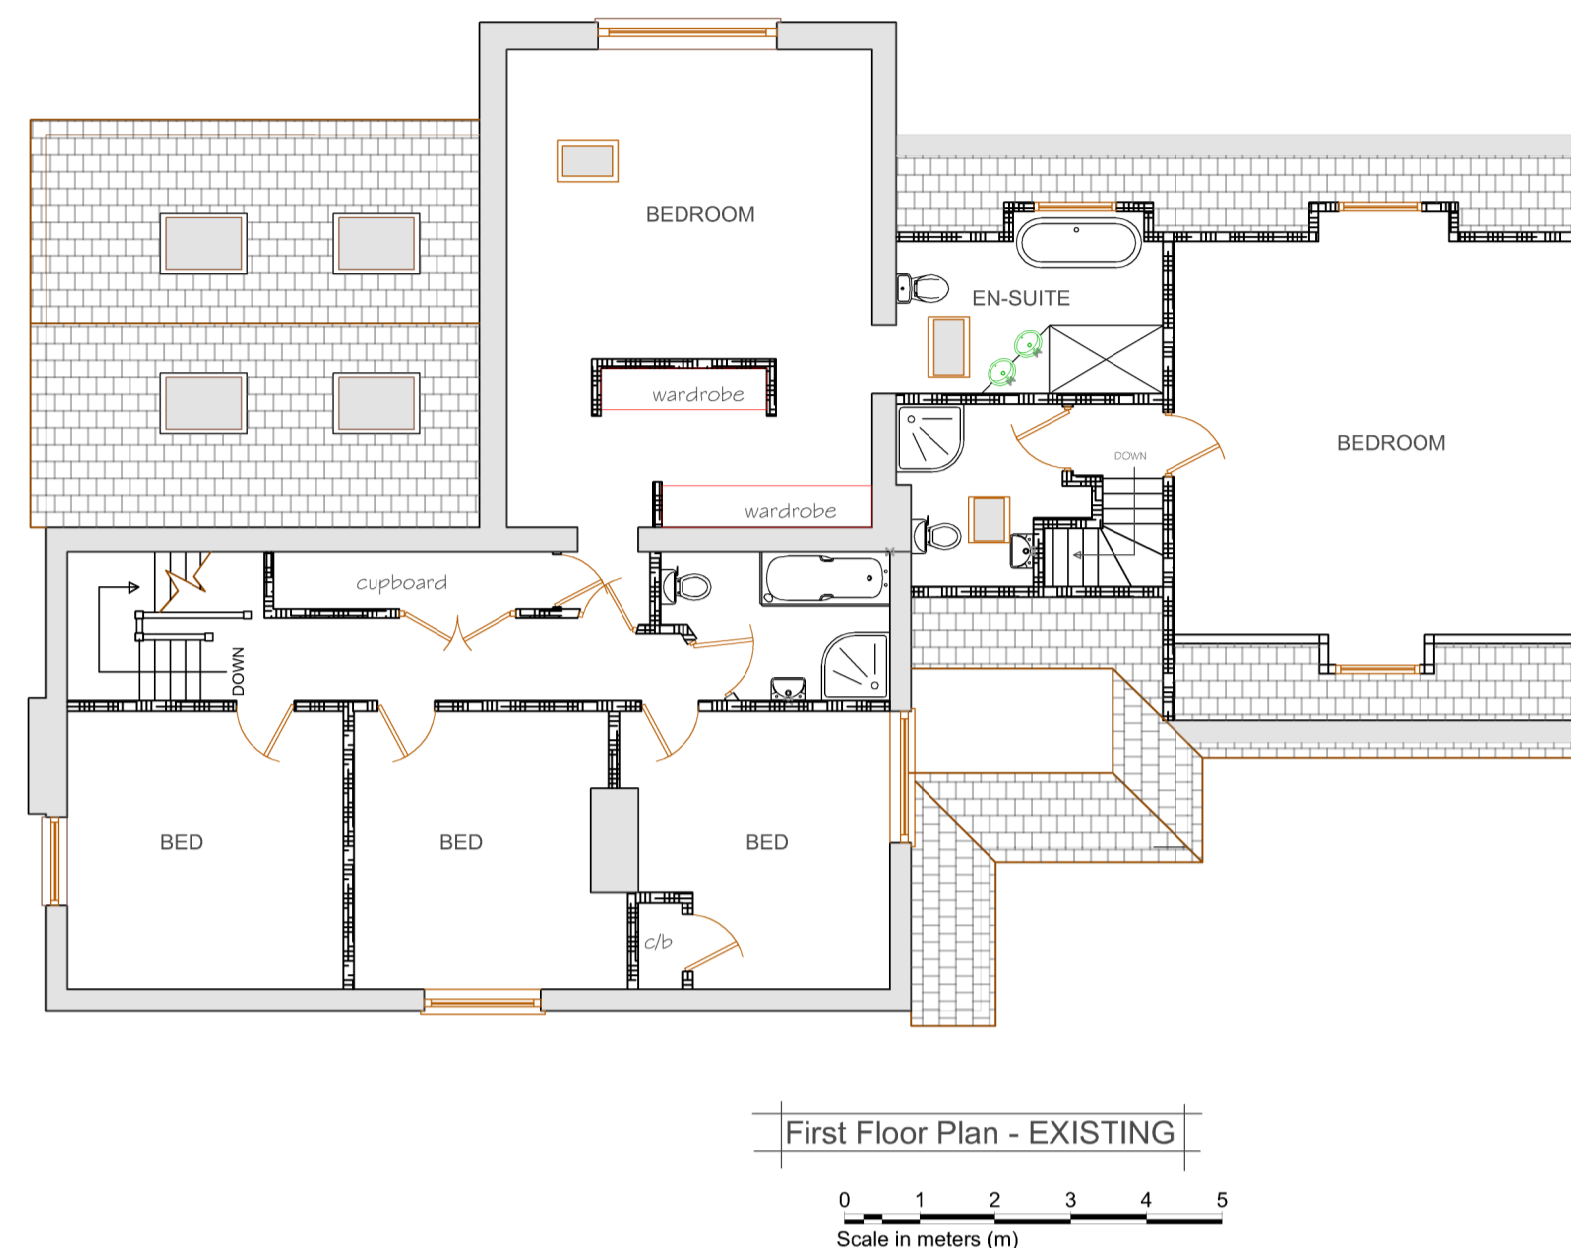 BEDROOM
EN-SUITE
wardrobe
BEDROOM
DOWN
wardrobe
cupboard
DOWN
BED
BED
BED
c/b
First Floor Plan - EXISTING
0 1 2 3 4 5
Scale in meters (m)